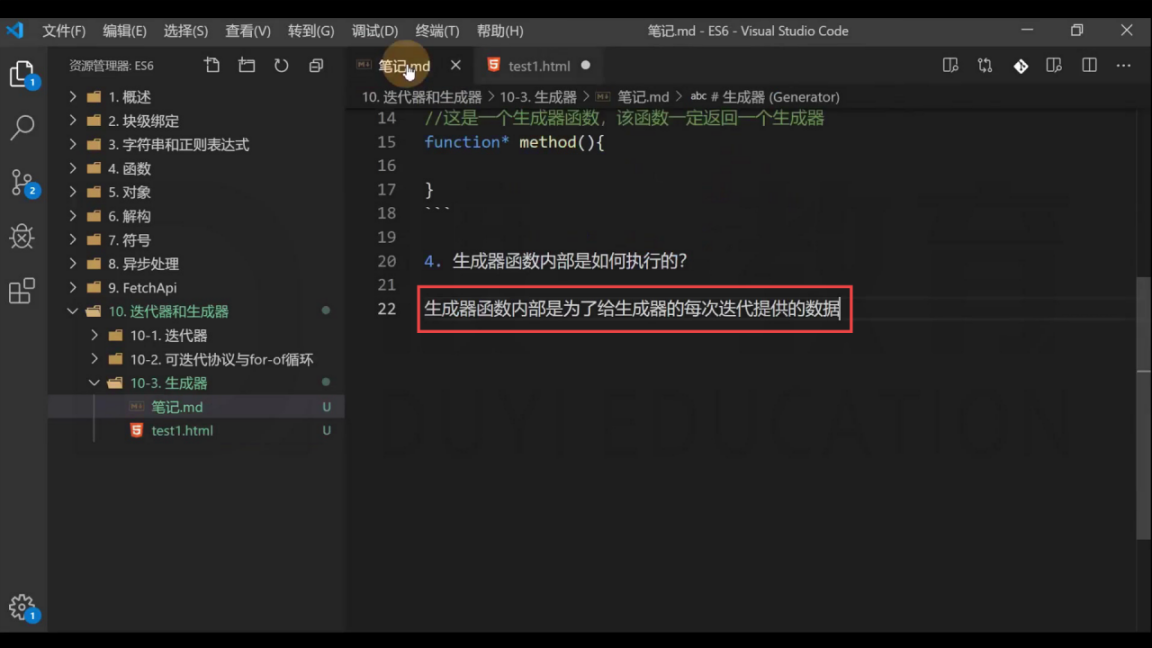 文件(F) 编辑(E) 选择(S) 查看(V) 转到(G) 调试(D) 终端(T) 帮助(H) 笔记.md - ES6 - Visual Studio Code
资源管理器: ES6
笔记.md
test1.html
10. 迭代器和生成器 > 10-3. 生成器 > 笔记.md > abc # 生成器 (Generator)
1
2
1
1. 概述
2. 块级绑定
3. 字符串和正则表达式
4. 函数
5. 对象
6. 解构
7. 符号
8. 异步处理
9. FetchApi
10. 迭代器和生成器
10-1. 迭代器
10-2. 可迭代协议与for-of循环
10-3. 生成器
笔记.md U
test1.html U
14 //这是一个生成器函数，该函数一定返回一个生成器
15 function* method(){
16
17 }
18 ```
19
20 4. 生成器函数内部是如何执行的?
21
22 生成器函数内部是为了给生成器的每次迭代提供的数据
DUYI EDUCATION